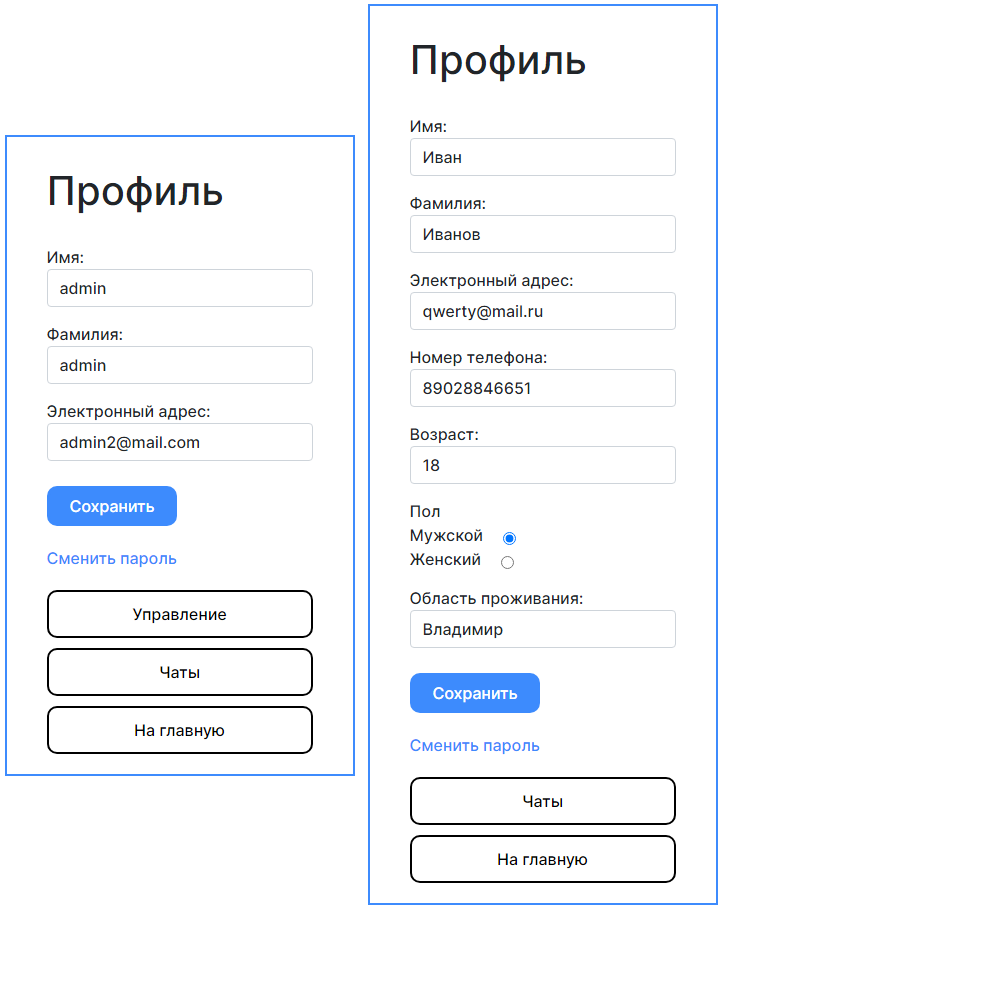 Профиль
Имя:
admin
Фамилия:
admin
Электронный адрес:
admin2@mail.com
Сохранить
Сменить пароль
Управление
Чаты
На главную
Профиль
Имя:
Иван
Фамилия:
Иванов
Электронный адрес:
qwerty@mail.ru
Номер телефона:
89028846651
Возраст:
18
Пол
Мужской
Женский
Область проживания:
Владимир
Сохранить
Сменить пароль
Чаты
На главную